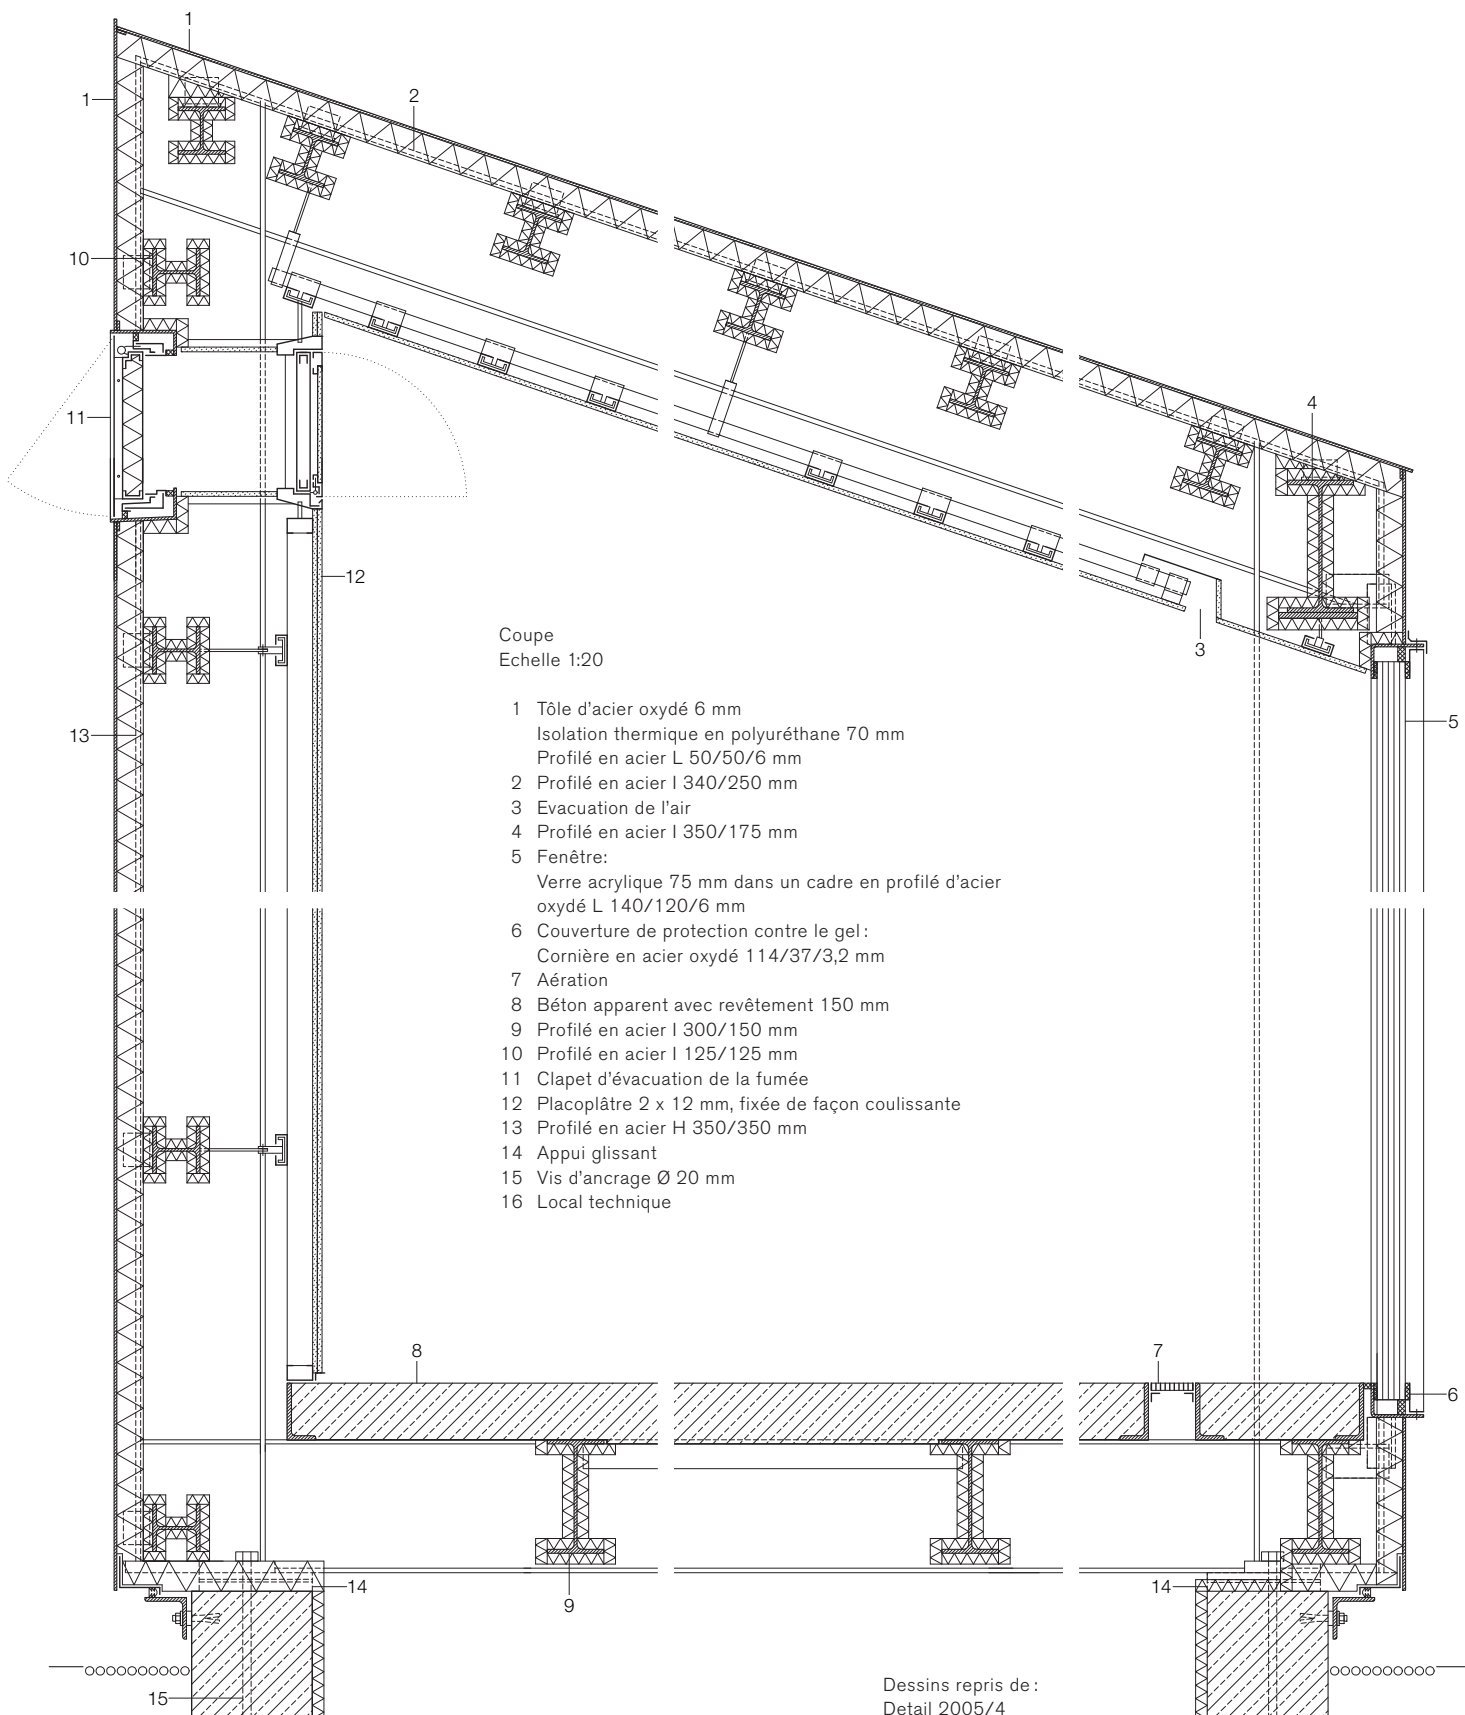 1
1
2
10
11
4
12
3
5
13
Coupe
Echelle 1:20
1 Tôle d'acier oxydé 6 mm
Isolation thermique en polyuréthane 70 mm
Profilé en acier L 50/50/6 mm
2 Profilé en acier I 340/250 mm
3 Evacuation de l'air
4 Profilé en acier I 350/175 mm
5 Fenêtre:
Verre acrylique 75 mm dans un cadre en profilé d'acier
oxydé L 140/120/6 mm
6 Couverture de protection contre le gel :
Cornière en acier oxydé 114/37/3,2 mm
7 Aération
8 Béton apparent avec revêtement 150 mm
9 Profilé en acier I 300/150 mm
10 Profilé en acier I 125/125 mm
11 Clapet d'évacuation de la fumée
12 Placoplâtre 2 x 12 mm, fixée de façon coulissante
13 Profilé en acier H 350/350 mm
14 Appui glissant
15 Vis d'ancrage Ø 20 mm
16 Local technique
8
7
6
14
9
14
15
Dessins repris de :
Detail 2005/4